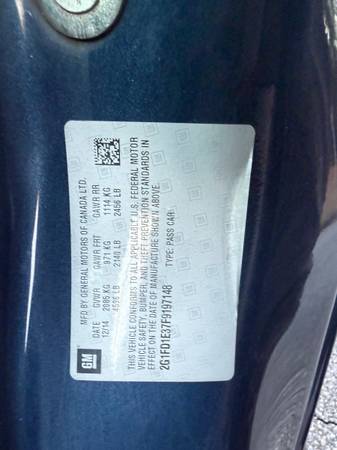 MFD BY GENERAL MOTORS OF CANADA LTD.
DATE GVWR GAWR FRT GAWR RR
12/14 2085 KG 971 KG 1114 KG
4596 LB 2140 LB 2456 LB
THIS VEHICLE CONFORMS TO ALL APPLICABLE U.S. FEDERAL MOTOR
VEHICLE SAFETY, BUMPER, AND THEFT PREVENTION STANDARDS IN
EFFECT ON THE DATE OF MANUFACTURE SHOWN ABOVE.
2G1FD1E37F9197148 TYPE: PASS CAR
GM